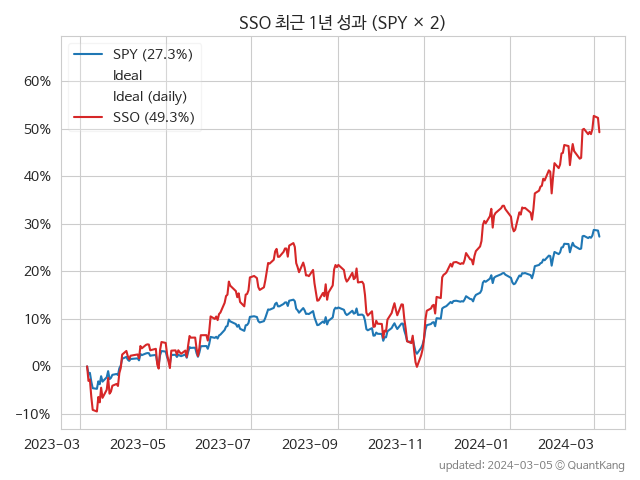 SSO 최근 1년 성과 (SPY × 2)
SPY (27.3%)
Ideal
Ideal (daily)
SSO (49.3%)
60%
50%
40%
30%
20%
10%
0%
−10%
2023−03 2023−05 2023−07 2023−09 2023−11 2024−01 2024−03
updated: 2024−03−05 © QuantKang